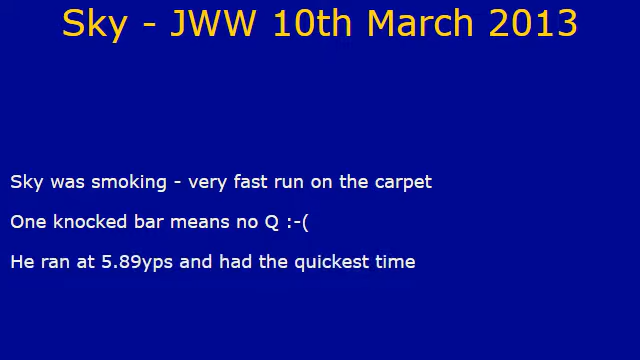 Sky - JWW 10th March 2013
Sky was smoking - very fast run on the carpet
One knocked bar means no Q :-(
He ran at 5.89yps and had the quickest time